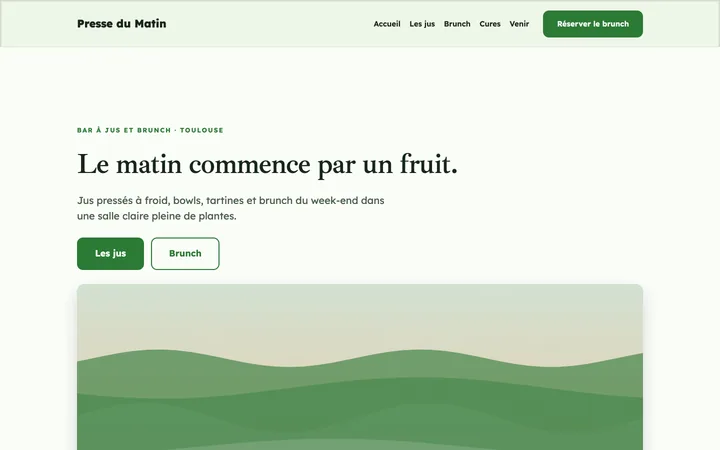 Presse du Matin
Accueil Les jus Brunch Cures Venir Réserver le brunch
BAR À JUS ET BRUNCH · TOULOUSE
Le matin commence par un fruit.
Jus pressés à froid, bowls, tartines et brunch du week-end dans
une salle claire pleine de plantes.
Les jus Brunch